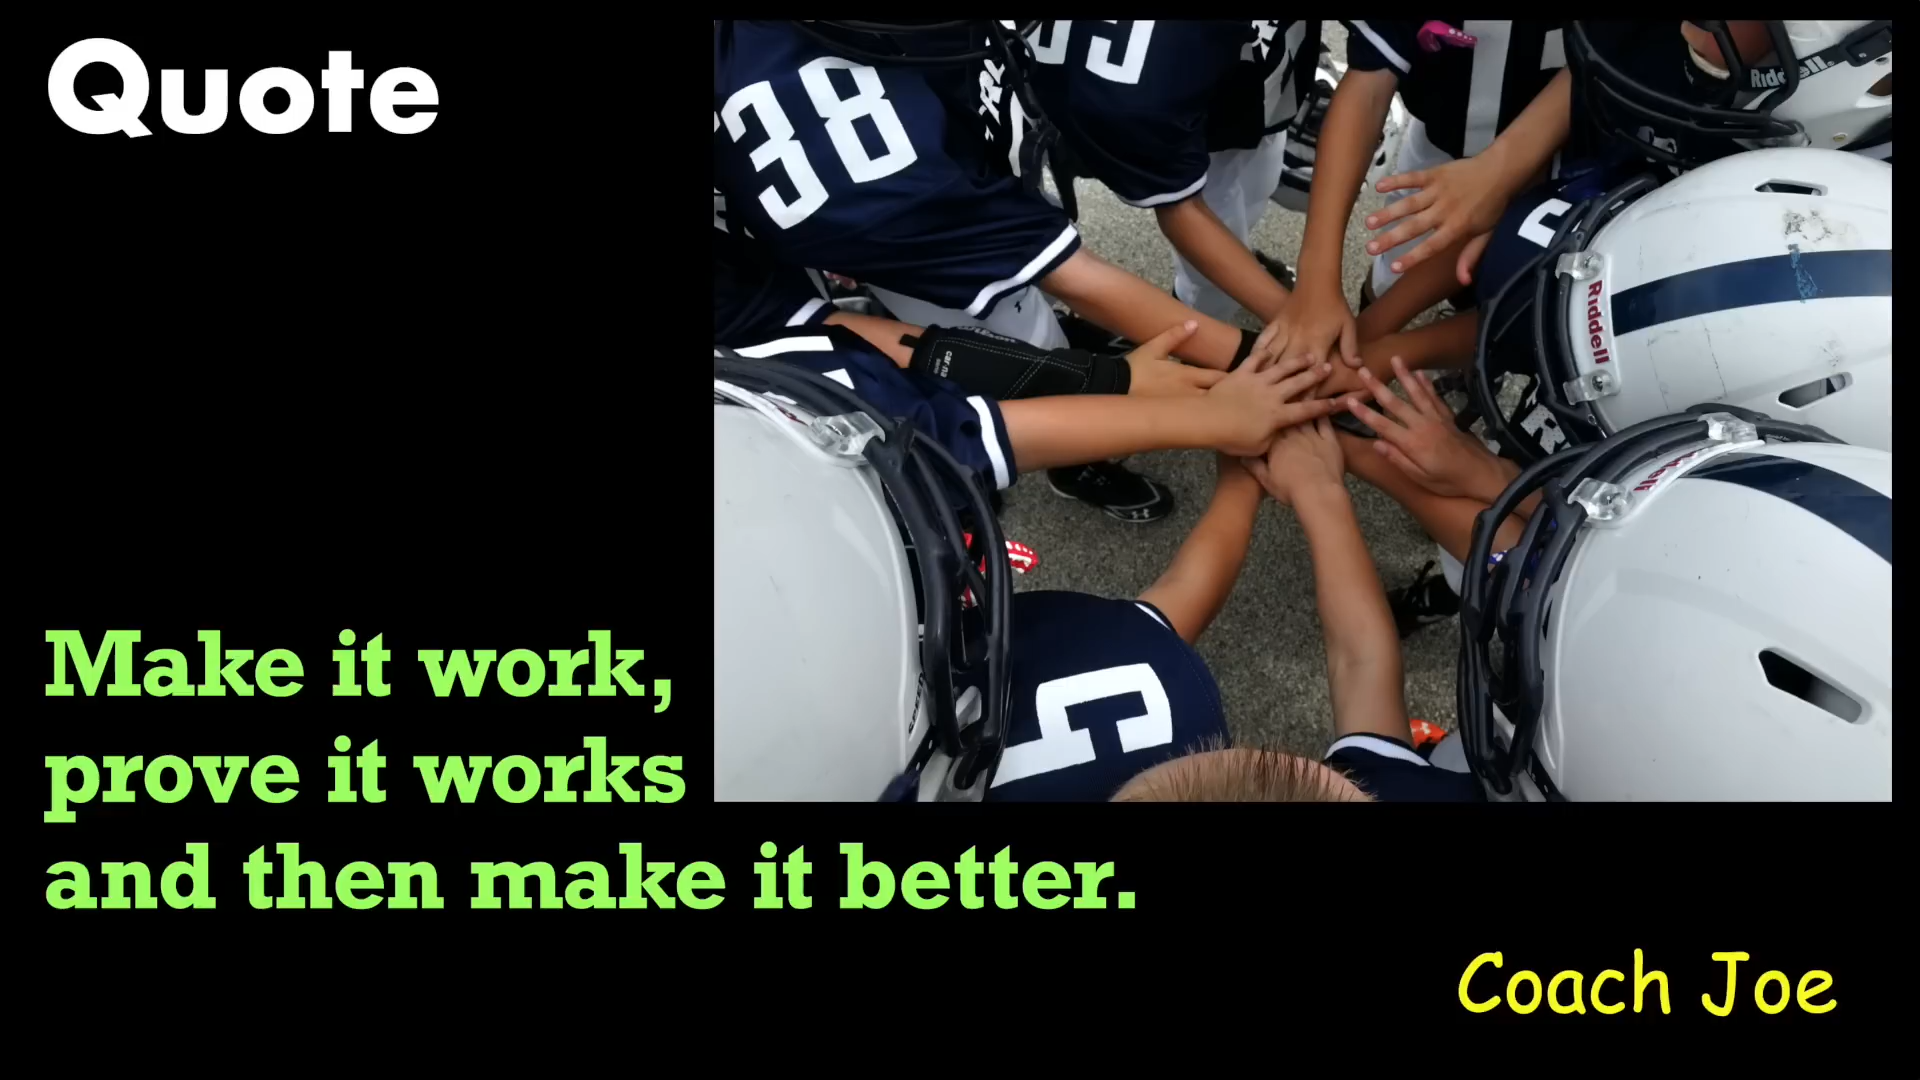 Quote
38
Riddell
Riddell
Make it work,
prove it works
and then make it better.
Coach Joe